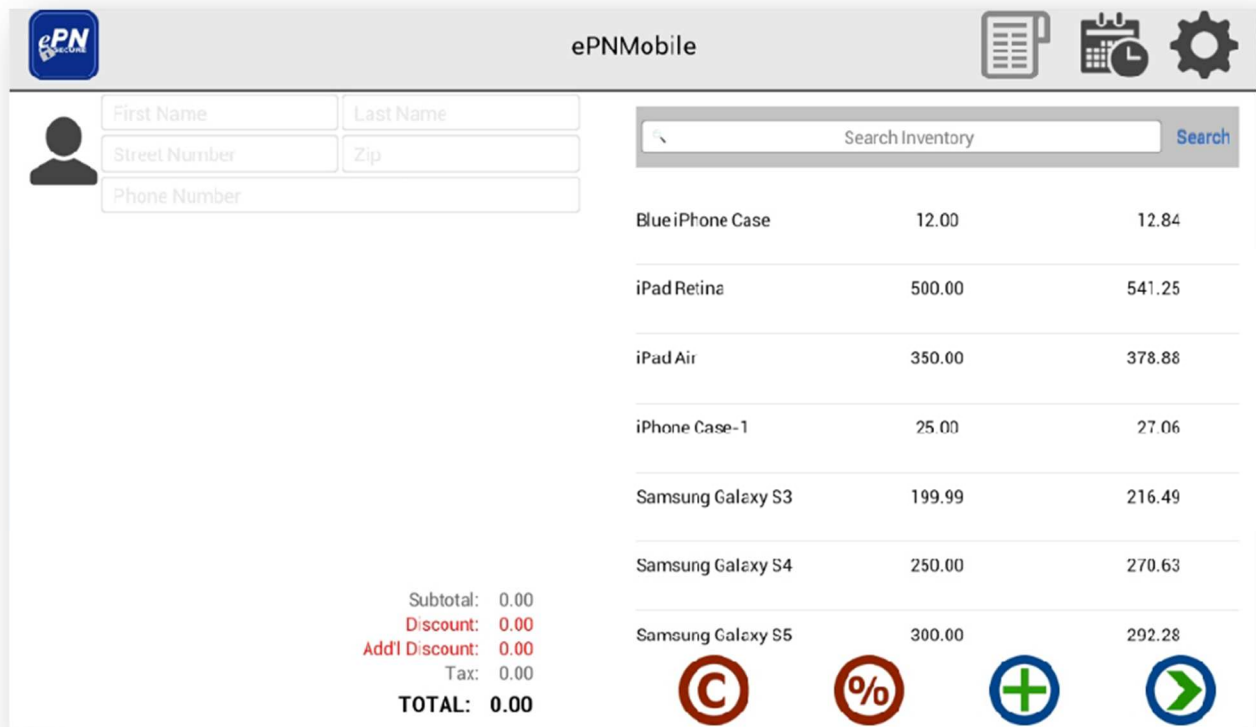 ePN
SECURE
ePNMobile
First Name Last Name
Street Number Zip
Phone Number
Subtotal: 0.00
Discount: 0.00
Add'l Discount: 0.00
Tax: 0.00
TOTAL: 0.00
Search Inventory Search
Blue iPhone Case 12.00 12.84
iPad Retina 500.00 541.25
iPad Air 350.00 378.88
iPhone Case-1 25.00 27.06
Samsung Galaxy S3 199.99 216.49
Samsung Galaxy S4 250.00 270.63
Samsung Galaxy S5 300.00 292.28
C % +